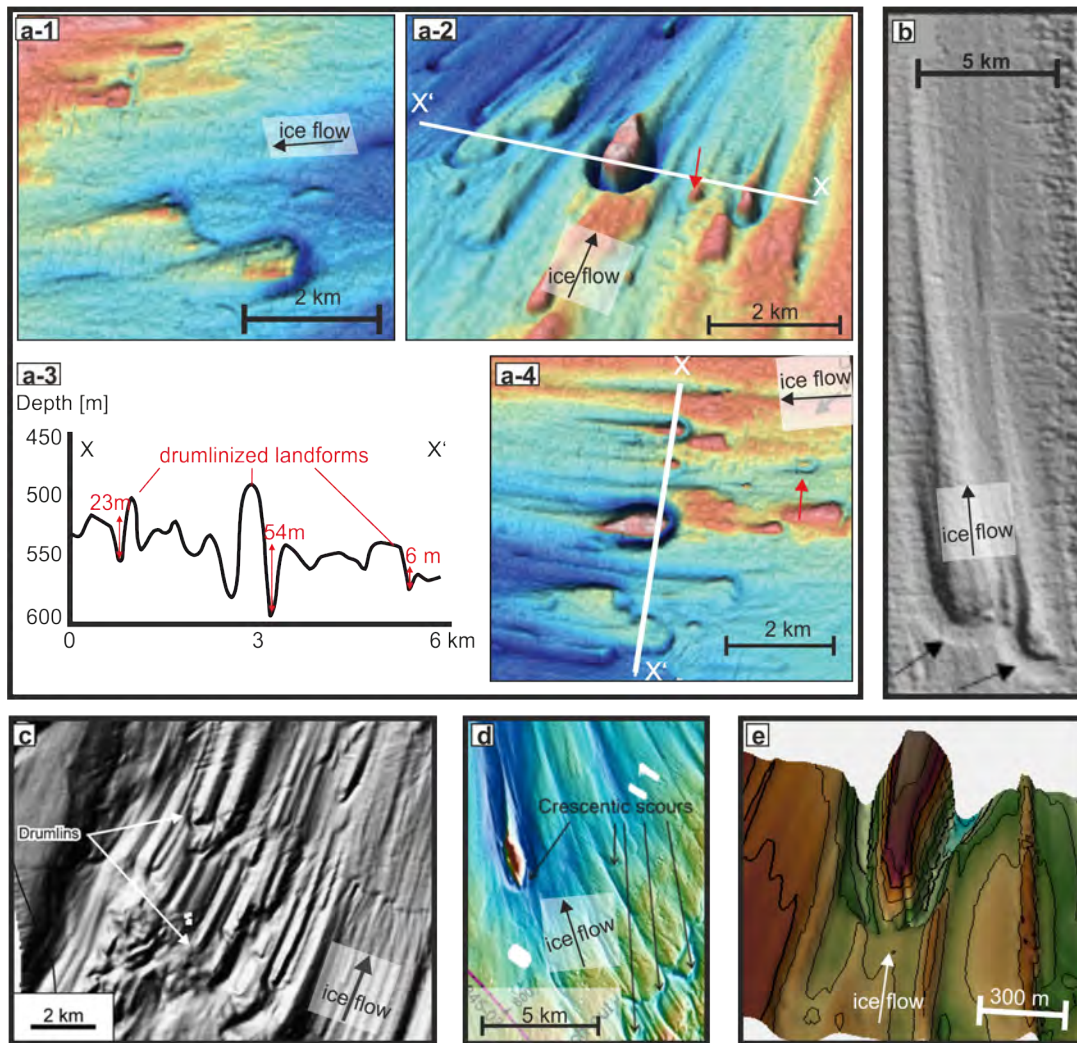 a-1
ice flow
2 km
a-2
X'
X
ice flow
2 km
b
5 km
ice flow
a-3
Depth [m]
450
500
550
600
X
X'
drumlinized landforms
23m
54m
6 m
0
3
6 km
a-4
X
ice flow
X'
2 km
c
Drumlins
ice flow
2 km
d
Crescentic scours
ice flow
800
5 km
e
ice flow
300 m